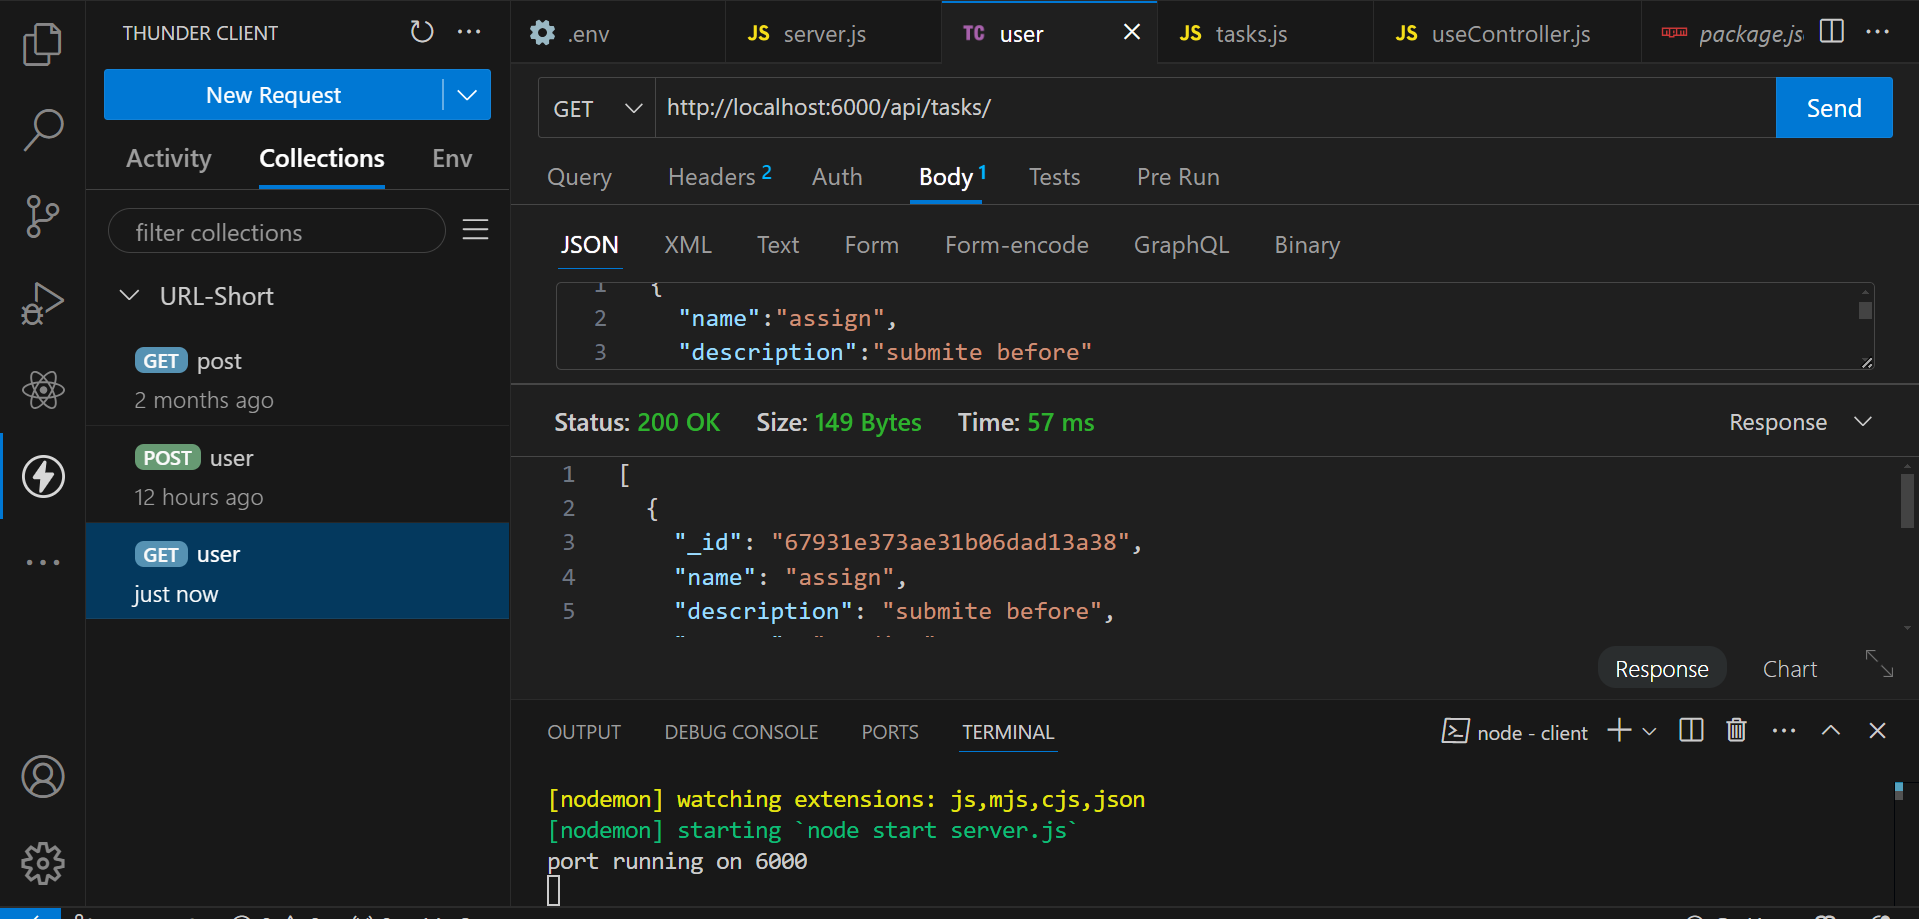 THUNDER CLIENT
New Request
Activity Collections Env
filter collections
URL-Short
GET post
2 months ago
POST user
12 hours ago
GET user
just now
.env JS server.js TC user JS tasks.js JS useController.js package.js
GET http://localhost:6000/api/tasks/ Send
Query Headers 2 Auth Body 1 Tests Pre Run
JSON XML Text Form Form-encode GraphQL Binary
1 {
2 "name":"assign",
3 "description":"submite before"
Status: 200 OK Size: 149 Bytes Time: 57 ms Response
1 [
2 {
3 "_id": "67931e373ae31b06dad13a38",
4 "name": "assign",
5 "description": "submite before",
Response Chart
OUTPUT DEBUG CONSOLE PORTS TERMINAL node - client
[nodemon] watching extensions: js,mjs,cjs,json
[nodemon] starting `node start server.js`
port running on 6000